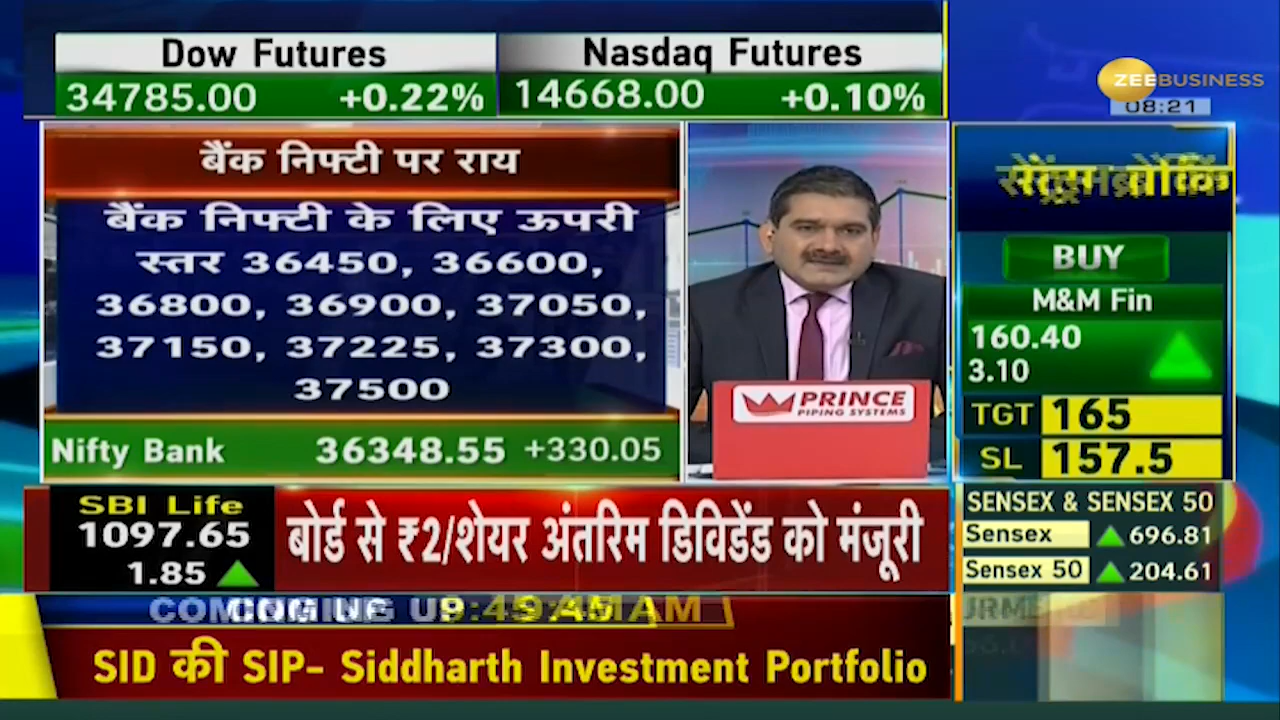 Dow Futures
34785.00 +0.22%
Nasdaq Futures
14668.00 +0.10%
ZEEBUSINESS
08:21
बैंक निफ्टी पर राय
बैंक निफ्टी के लिए ऊपरी
स्तर 36450, 36600,
36800, 36900, 37050,
37150, 37225, 37300,
37500
Nifty Bank 36348.55 +330.05
PRINCE
PIPING SYSTEMS
BUY
M&M Fin
160.40
3.10
TGT 165
SL 157.5
SBI Life
1097.65
1.85
बोर्ड से ₹2/शेयर अंतरिम डिविडेंड को मंजूरी
SENSEX & SENSEX 50
Sensex 696.81
Sensex 50 204.61
SID की SIP- Siddharth Investment Portfolio